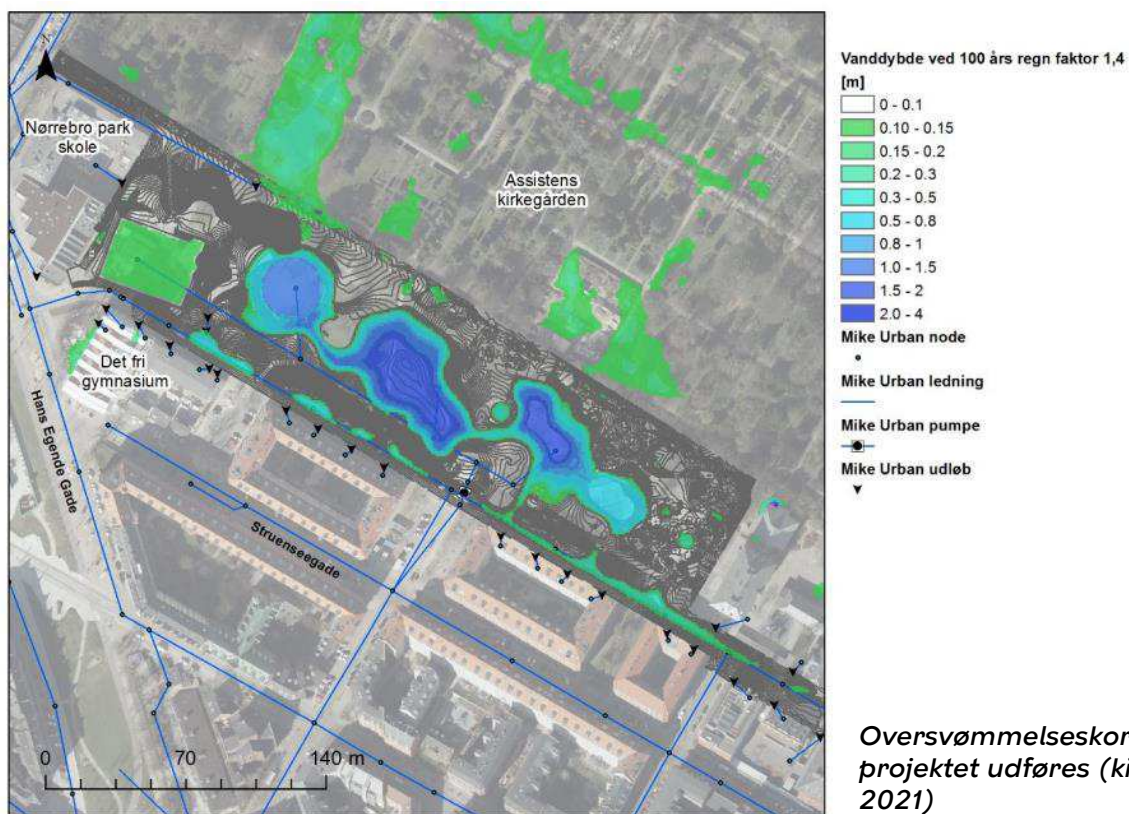 Nørrebro park
skole
Assistens
kirkegården
Det fri
gymnasium
Hans Egende Gade
Struenseegade
0 70 140 m
Vanddybde ved 100 års regn faktor 1,4
[m]
0 - 0.1
0.10 - 0.15
0.15 - 0.2
0.2 - 0.3
0.3 - 0.5
0.5 - 0.8
0.8 - 1
1.0 - 1.5
1.5 - 2
2.0 - 4
Mike Urban node
Mike Urban ledning
Mike Urban pumpe
Mike Urban udløb
projektet udføres
2021)